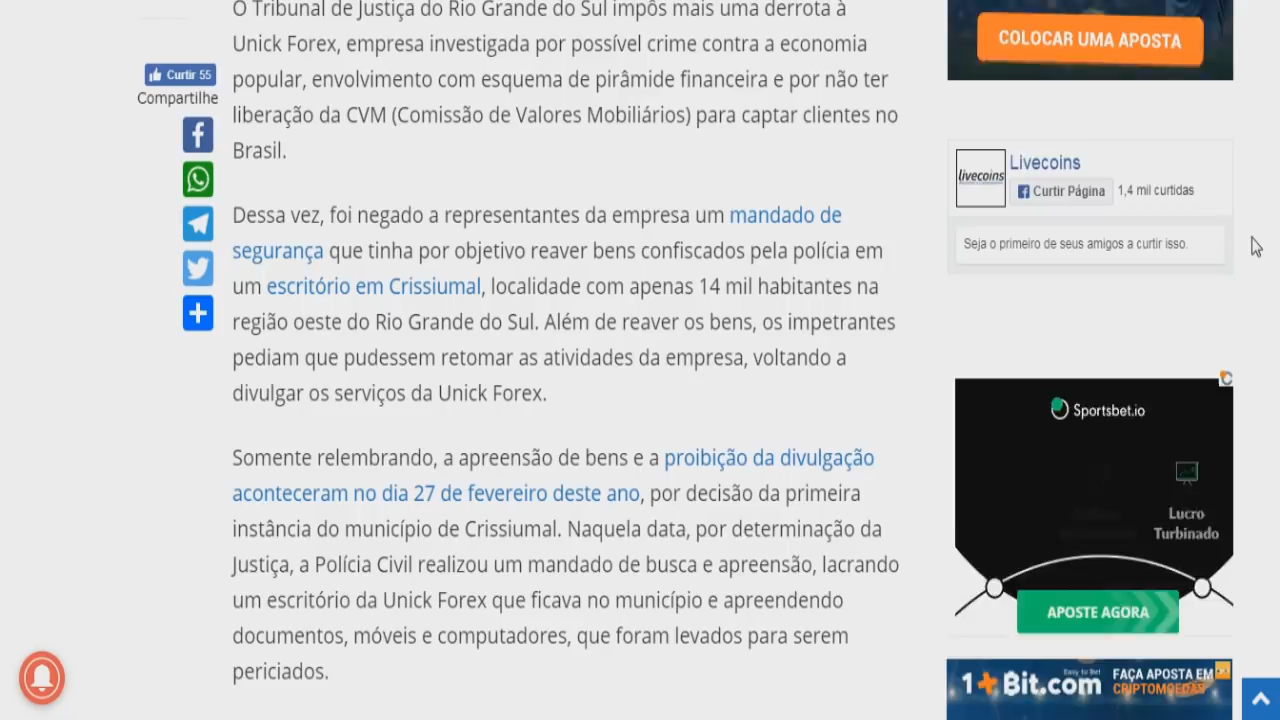 O Tribunal de Justiça do Rio Grande do Sul impôs mais uma derrota à
Unick Forex, empresa investigada por possível crime contra a economia
popular, envolvimento com esquema de pirâmide financeira e por não ter
liberação da CVM (Comissão de Valores Mobiliários) para captar clientes no
Brasil.
Dessa vez, foi negado a representantes da empresa um mandado de
segurança que tinha por objetivo reaver bens confiscados pela polícia em
um escritório em Crissiumal, localidade com apenas 14 mil habitantes na
região oeste do Rio Grande do Sul. Além de reaver os bens, os impetrantes
pediam que pudessem retomar as atividades da empresa, voltando a
divulgar os serviços da Unick Forex.
Somente relembrando, a apreensão de bens e a proibição da divulgação
aconteceram no dia 27 de fevereiro deste ano, por decisão da primeira
instância do município de Crissiumal. Naquela data, por determinação da
Justiça, a Polícia Civil realizou um mandado de busca e apreensão, lacrando
um escritório da Unick Forex que ficava no município e apreendendo
documentos, móveis e computadores, que foram levados para serem
periciados.
Curtir 55
Compartilhe
COLOCAR UMA APOSTA
livecoins
Livecoins
Curtir Página
1,4 mil curtidas
Seja o primeiro de seus amigos a curtir isso.
Sportsbet.io
Lucro
Turbinado
APOSTE AGORA
1+Bit.com
Easy to Bet
FAÇA APOSTA EM
CRIPTOMOEDAS